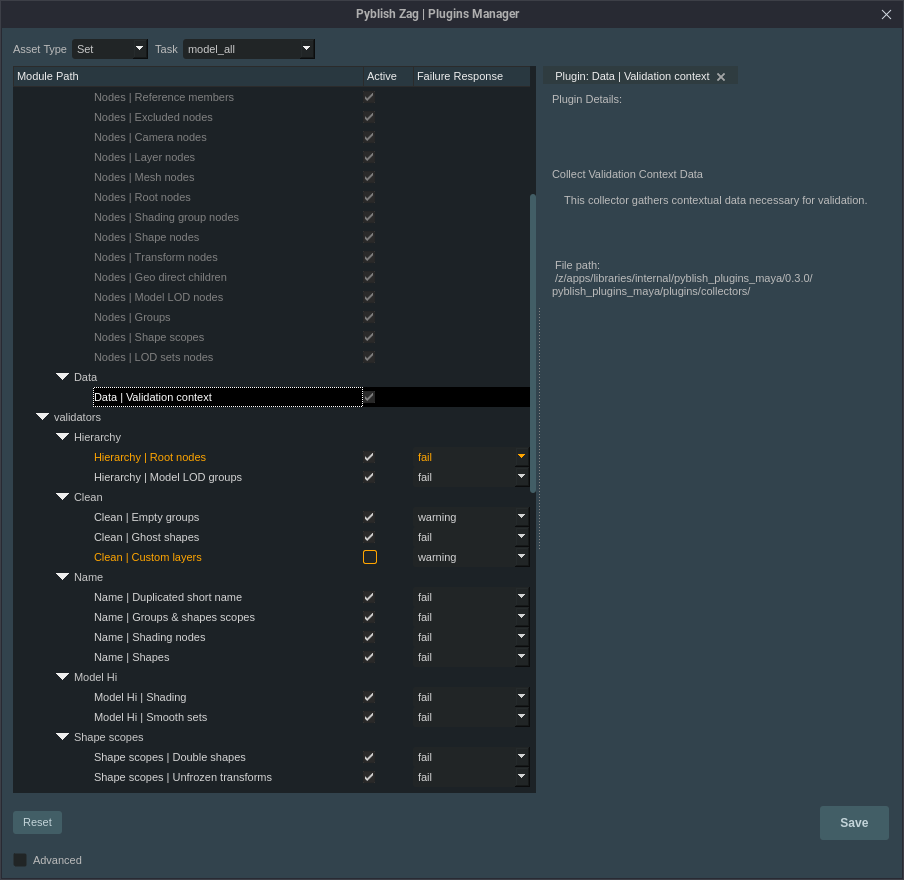 Pyblish Zag | Plugins Manager
Asset Type Set Task model_all
Module Path Active Failure Response
Nodes | Reference members
Nodes | Excluded nodes
Nodes | Camera nodes
Nodes | Layer nodes
Nodes | Mesh nodes
Nodes | Root nodes
Nodes | Shading group nodes
Nodes | Shape nodes
Nodes | Transform nodes
Nodes | Geo direct children
Nodes | Model LOD nodes
Nodes | Groups
Nodes | Shape scopes
Nodes | LOD sets nodes
Data
Data | Validation context
validators
Hierarchy
Hierarchy | Root nodes fail
Hierarchy | Model LOD groups fail
Clean
Clean | Empty groups warning
Clean | Ghost shapes fail
Clean | Custom layers warning
Name
Name | Duplicated short name fail
Name | Groups & shapes scopes fail
Name | Shading nodes fail
Name | Shapes fail
Model Hi
Model Hi | Shading fail
Model Hi | Smooth sets fail
Shape scopes
Shape scopes | Double shapes fail
Shape scopes | Unfrozen transforms fail
Plugin: Data | Validation context
Plugin Details:
Collect Validation Context Data
This collector gathers contextual data necessary for validation.
File path:
/z/apps/libraries/internal/pyblish_plugins_maya/0.3.0/
pyblish_plugins_maya/plugins/collectors/
Reset
Save
Advanced